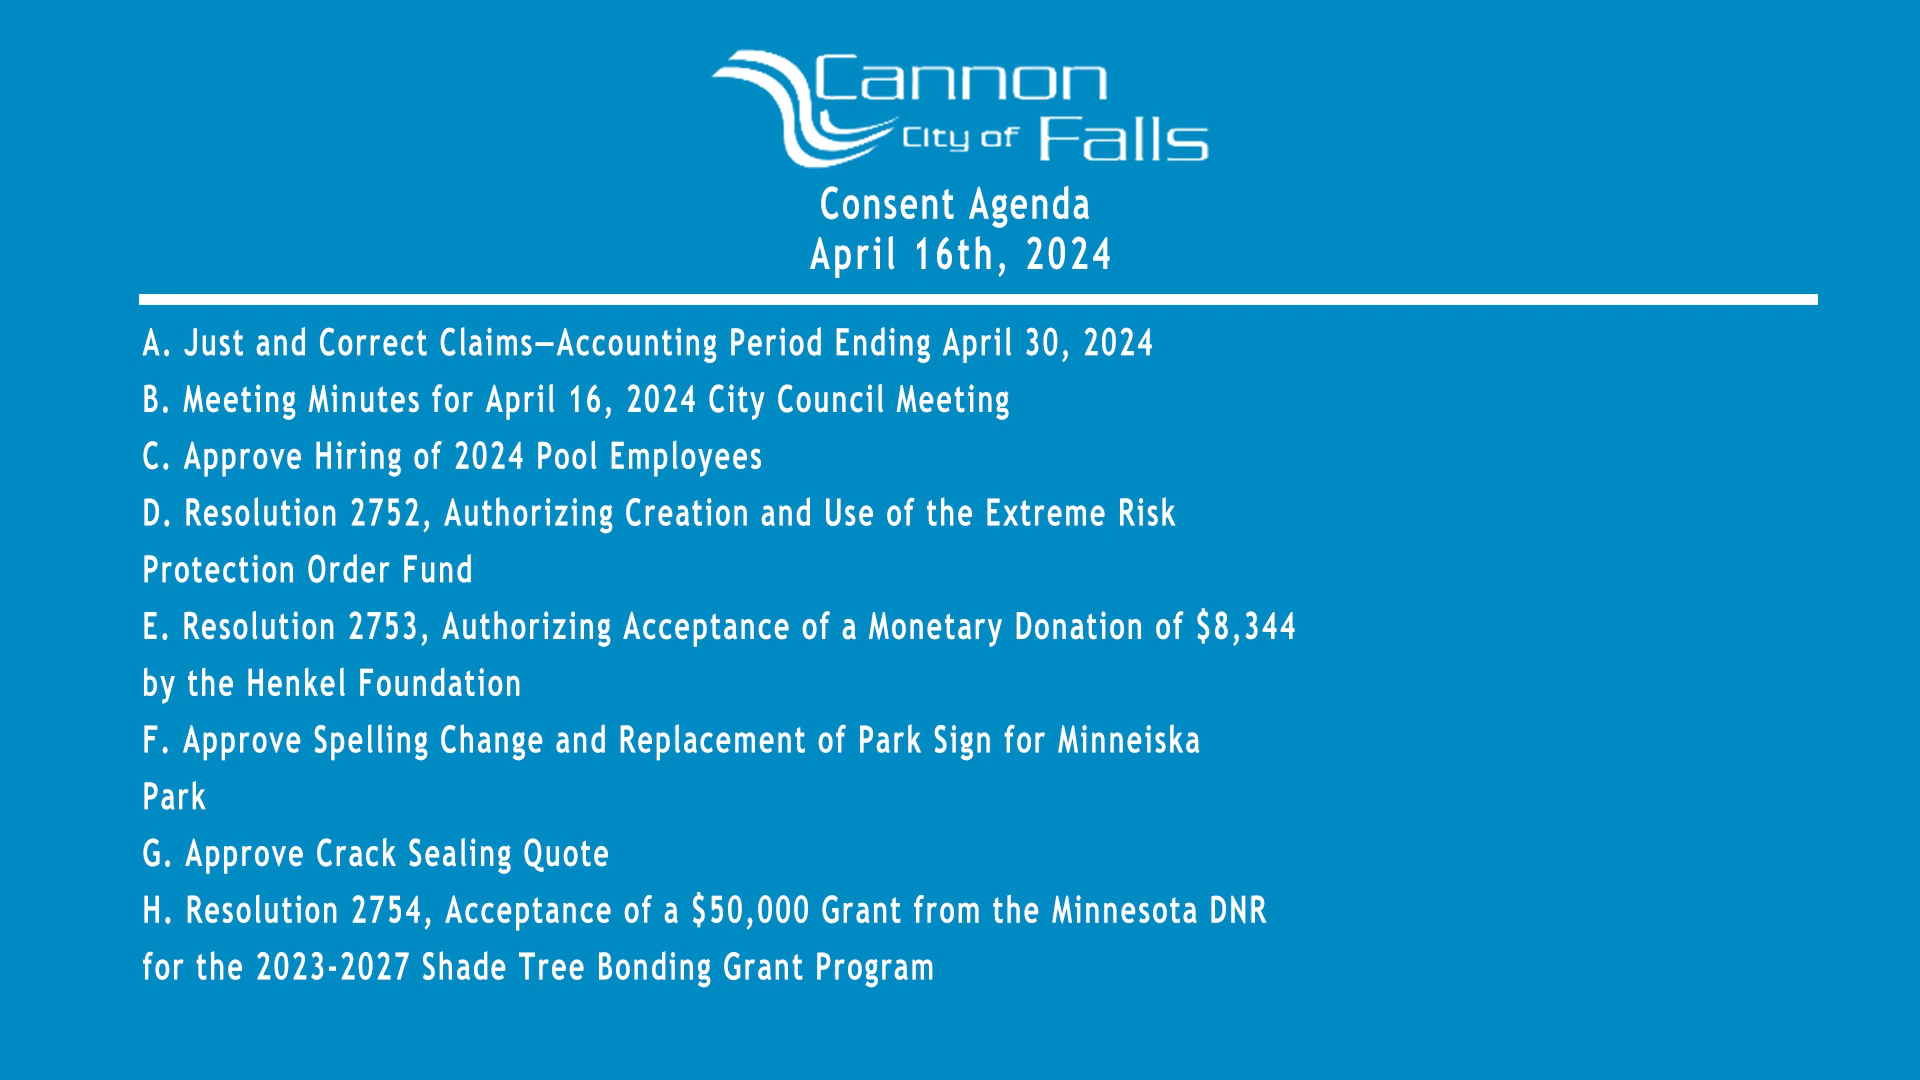 Cannon
City of Falls
Consent Agenda
April 16th, 2024
A. Just and Correct Claims—Accounting Period Ending April 30, 2024
B. Meeting Minutes for April 16, 2024 City Council Meeting
C. Approve Hiring of 2024 Pool Employees
D. Resolution 2752, Authorizing Creation and Use of the Extreme Risk
Protection Order Fund
E. Resolution 2753, Authorizing Acceptance of a Monetary Donation of $8,344
by the Henkel Foundation
F. Approve Spelling Change and Replacement of Park Sign for Minneiska
Park
G. Approve Crack Sealing Quote
H. Resolution 2754, Acceptance of a $50,000 Grant from the Minnesota DNR
for the 2023-2027 Shade Tree Bonding Grant Program